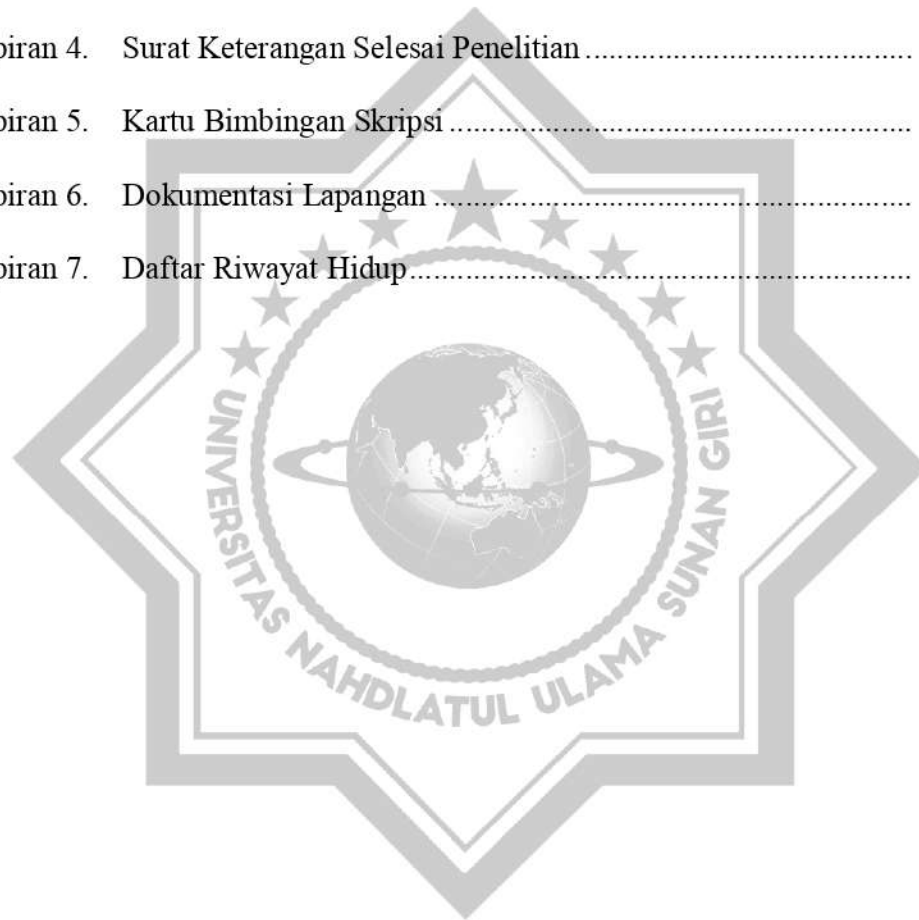 piran 4. Surat Keterangan Selesai Penelitian ........................................
piran 5. Kartu Bimbingan Skripsi .........................................................
piran 6. Dokumentasi Lapangan ...........................................................
piran 7. Daftar Riwayat Hidup..............................................................
UNIVERSITAS NAHDLATUL ULAMA SUNAN GIRI